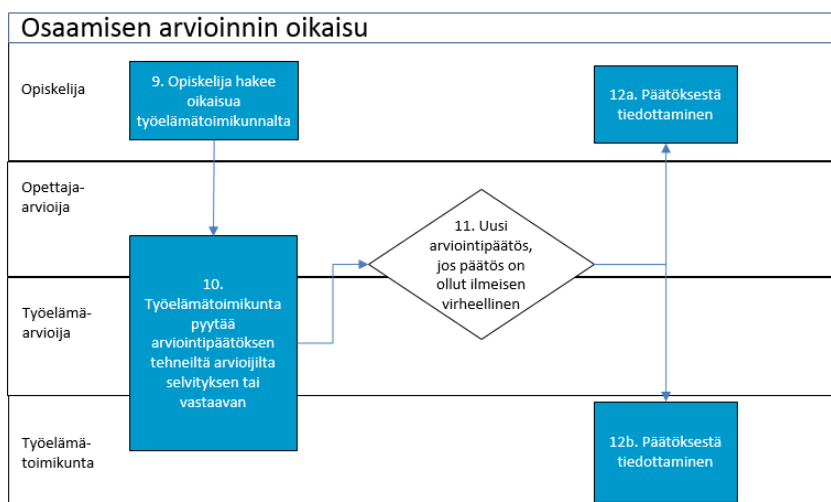 Osaamisen arvioinnin oikaisu
Opiskelija
9. Opiskelija hakee
oikaisua
työelämätoimikunnalta
12a. Päätöksestä
tiedottaminen
Opettaja-
arvioija
11. Uusi
arviointipäätös,
jos päätös on
ollut ilmeisen
virheellinen
10.
Työelämätoimikunta
pyytää
arviointipäätöksen
tehneiltä arvioijilta
selvityksen tai
vastaavan
Työelämä-
arvioija
Työelämä-
toimikunta
12b. Päätöksestä
tiedottaminen